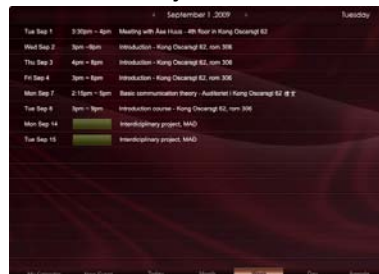 September 1, 2009 Tuesday
Tue Sep 1 3:30pm ~ 4pm Meeting with Åse Huus - 4th floor in Kong Oscarsgt 62
Wed Sep 2 3pm ~6pm Introduction - Kong Oscarsgt 62, rom 306
Thu Sep 3 4pm ~ 6pm Introduction - Kong Oscarsgt 62, rom 306
Fri Sep 4 3pm ~ 6pm Introduction - Kong Oscarsgt 62, rom 306
Mon Sep 7 2:15pm ~ 5pm Basic communication theory - Auditoriet i Kong Oscarsgt 62
Tue Sep 8 3pm ~ 9pm Introduction course - Kong Oscarsgt 62, rom 306
Mon Sep 14 Interdiciplinary project, MAD
Tue Sep 15 Interdiciplinary project, MAD
Today Month